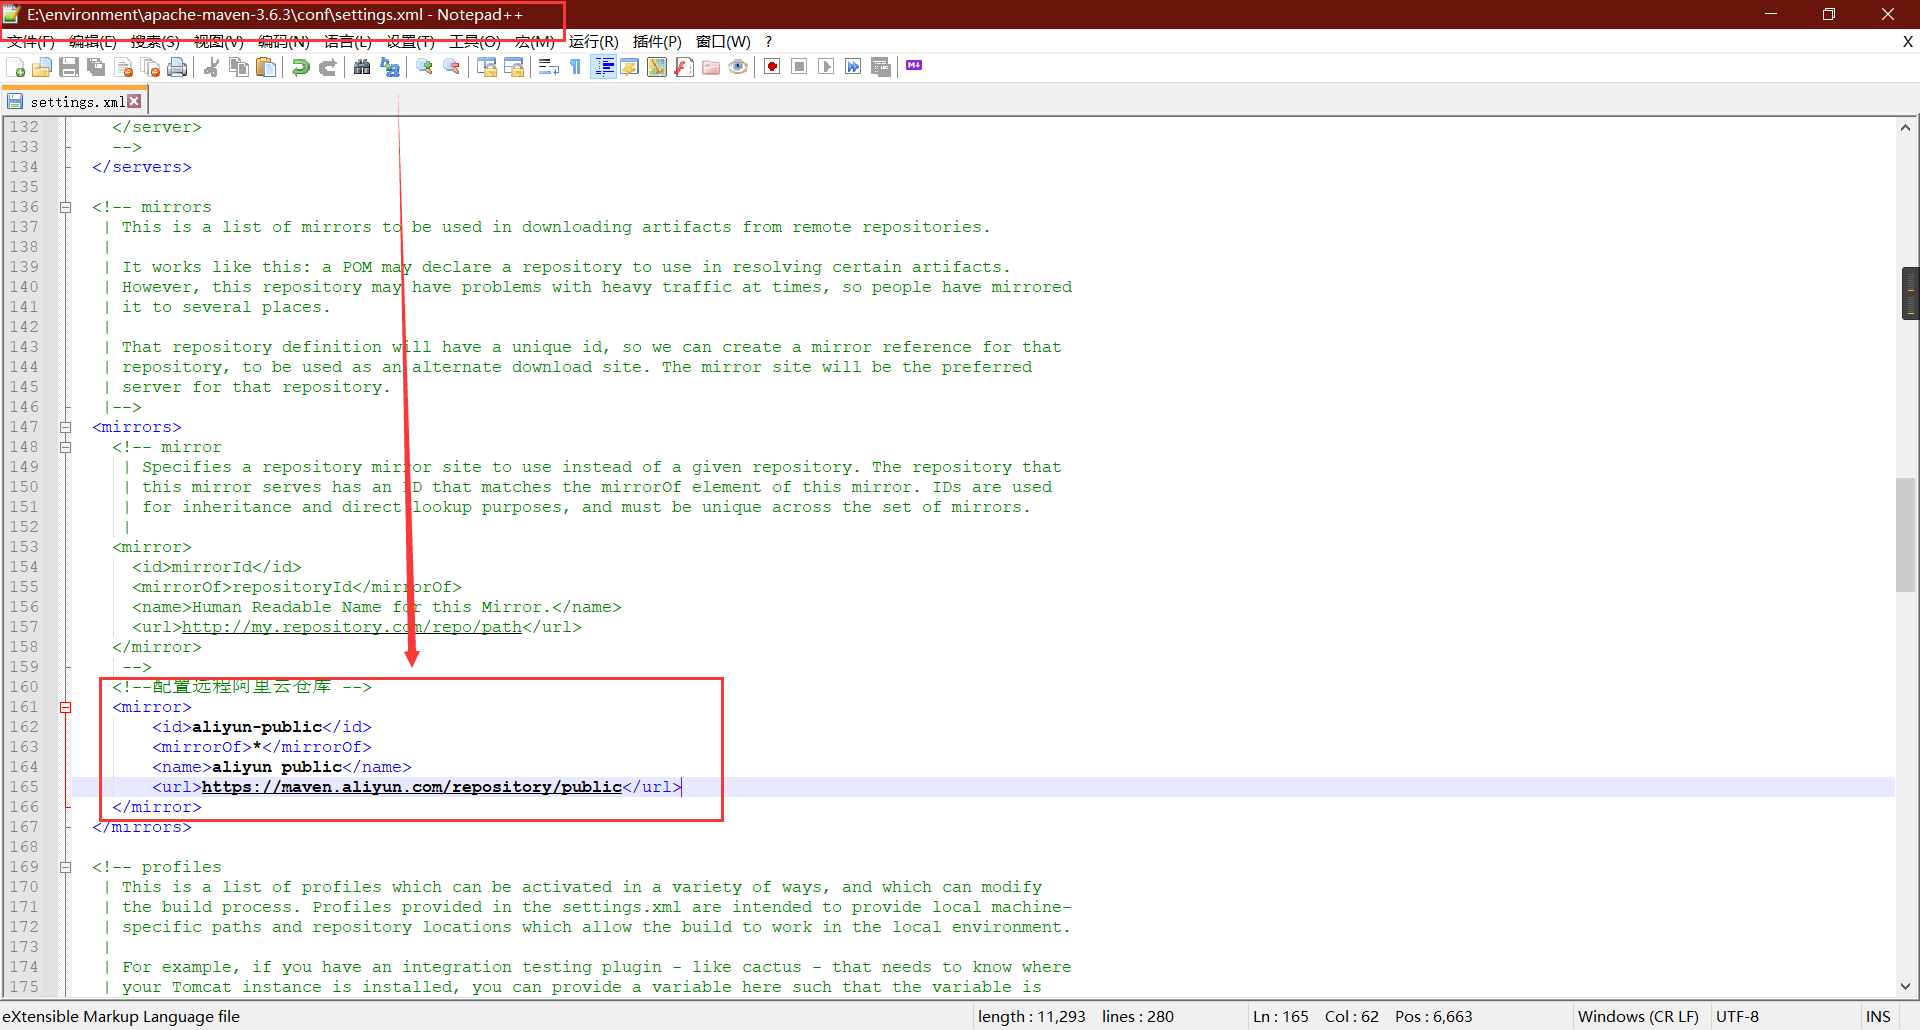 E:\environment\apache-maven-3.6.3\conf\settings.xml - Notepad++
文件(F) 编辑(E) 搜索(S) 视图(V) 编码(N) 语言(L) 设置(T) 工具(O) 宏(M) 运行(R) 插件(P) 窗口(W) ? X
settings.xml
132 </server>
133 -->
134 </servers>
135
136 <!-- mirrors
137 | This is a list of mirrors to be used in downloading artifacts from remote repositories.
138 |
139 | It works like this: a POM may declare a repository to use in resolving certain artifacts.
140 | However, this repository may have problems with heavy traffic at times, so people have mirrored
141 | it to several places.
142 |
143 | That repository definition will have a unique id, so we can create a mirror reference for that
144 | repository, to be used as an alternate download site. The mirror site will be the preferred
145 | server for that repository.
146 |-->
147 <mirrors>
148 <!-- mirror
149 | Specifies a repository mirror site to use instead of a given repository. The repository that
150 | this mirror serves has an ID that matches the mirrorOf element of this mirror. IDs are used
151 | for inheritance and direct lookup purposes, and must be unique across the set of mirrors.
152 |
153 <mirror>
154 <id>mirrorId</id>
155 <mirrorOf>repositoryId</mirrorOf>
156 <name>Human Readable Name for this Mirror.</name>
157 <url>http://my.repository.com/repo/path</url>
158 </mirror>
159 -->
160 <!--配置远程阿里云仓库 -->
161 <mirror>
162 <id>aliyun-public</id>
163 <mirrorOf>*</mirrorOf>
164 <name>aliyun public</name>
165 <url>https://maven.aliyun.com/repository/public</url>
166 </mirror>
167 </mirrors>
168
169 <!-- profiles
170 | This is a list of profiles which can be activated in a variety of ways, and which can modify
171 | the build process. Profiles provided in the settings.xml are intended to provide local machine-
172 | specific paths and repository locations which allow the build to work in the local environment.
173 |
174 | For example, if you have an integration testing plugin - like cactus - that needs to know where
175 | your Tomcat instance is installed, you can provide a variable here such that the variable is
eXtensible Markup Language file length : 11,293 lines : 280 Ln : 165 Col : 62 Pos : 6,663 Windows (CR LF) UTF-8 INS